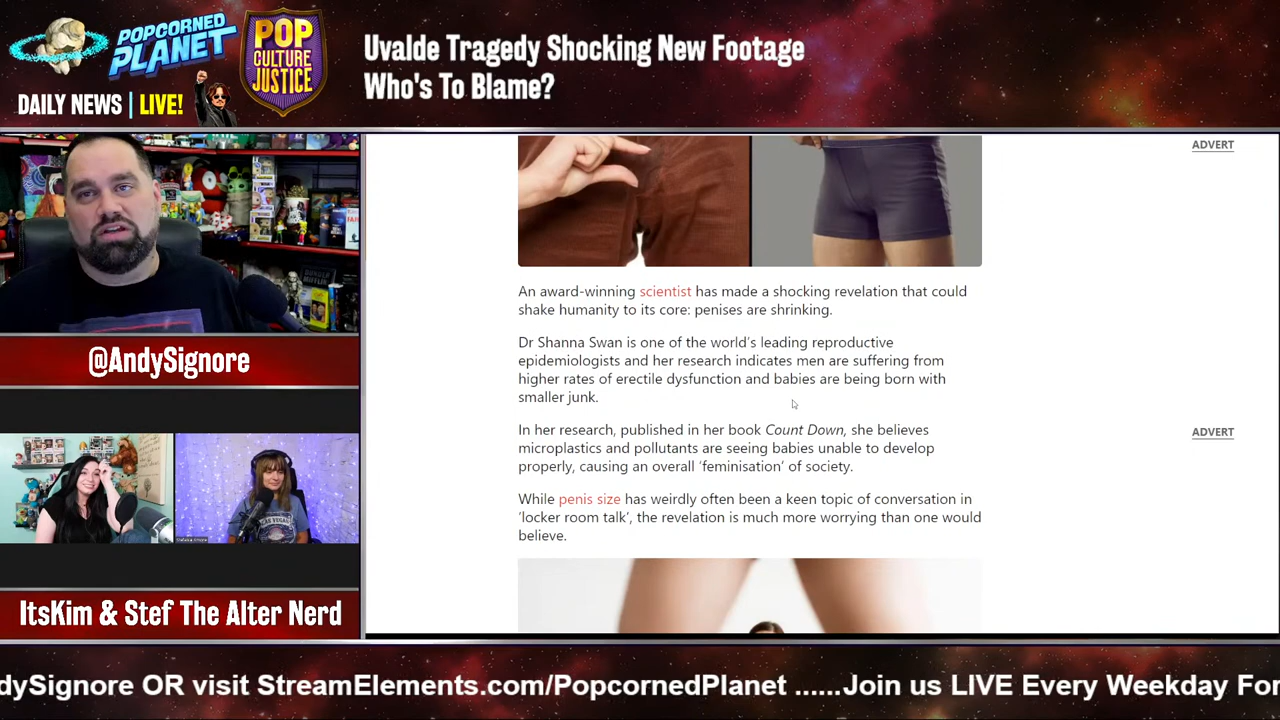 POPCORNED
PLANET
POP
CULTURE
JUSTICE
DAILY NEWS | LIVE!
Uvalde Tragedy Shocking New Footage
Who's To Blame?
ADVERT
An award-winning scientist has made a shocking revelation that could
shake humanity to its core: penises are shrinking.
Dr Shanna Swan is one of the world's leading reproductive
epidemiologists and her research indicates men are suffering from
higher rates of erectile dysfunction and babies are being born with
smaller junk.
In her research, published in her book Count Down, she believes
microplastics and pollutants are seeing babies unable to develop
properly, causing an overall ‘feminisation’ of society.
ADVERT
While penis size has weirdly often been a keen topic of conversation in
‘locker room talk’, the revelation is much more worrying than one would
believe.
@AndySignore
ItsKim & Stef The Alter Nerd
dySignore OR visit StreamElements.com/PopcornedPlanet ......Join us LIVE Every Weekday For